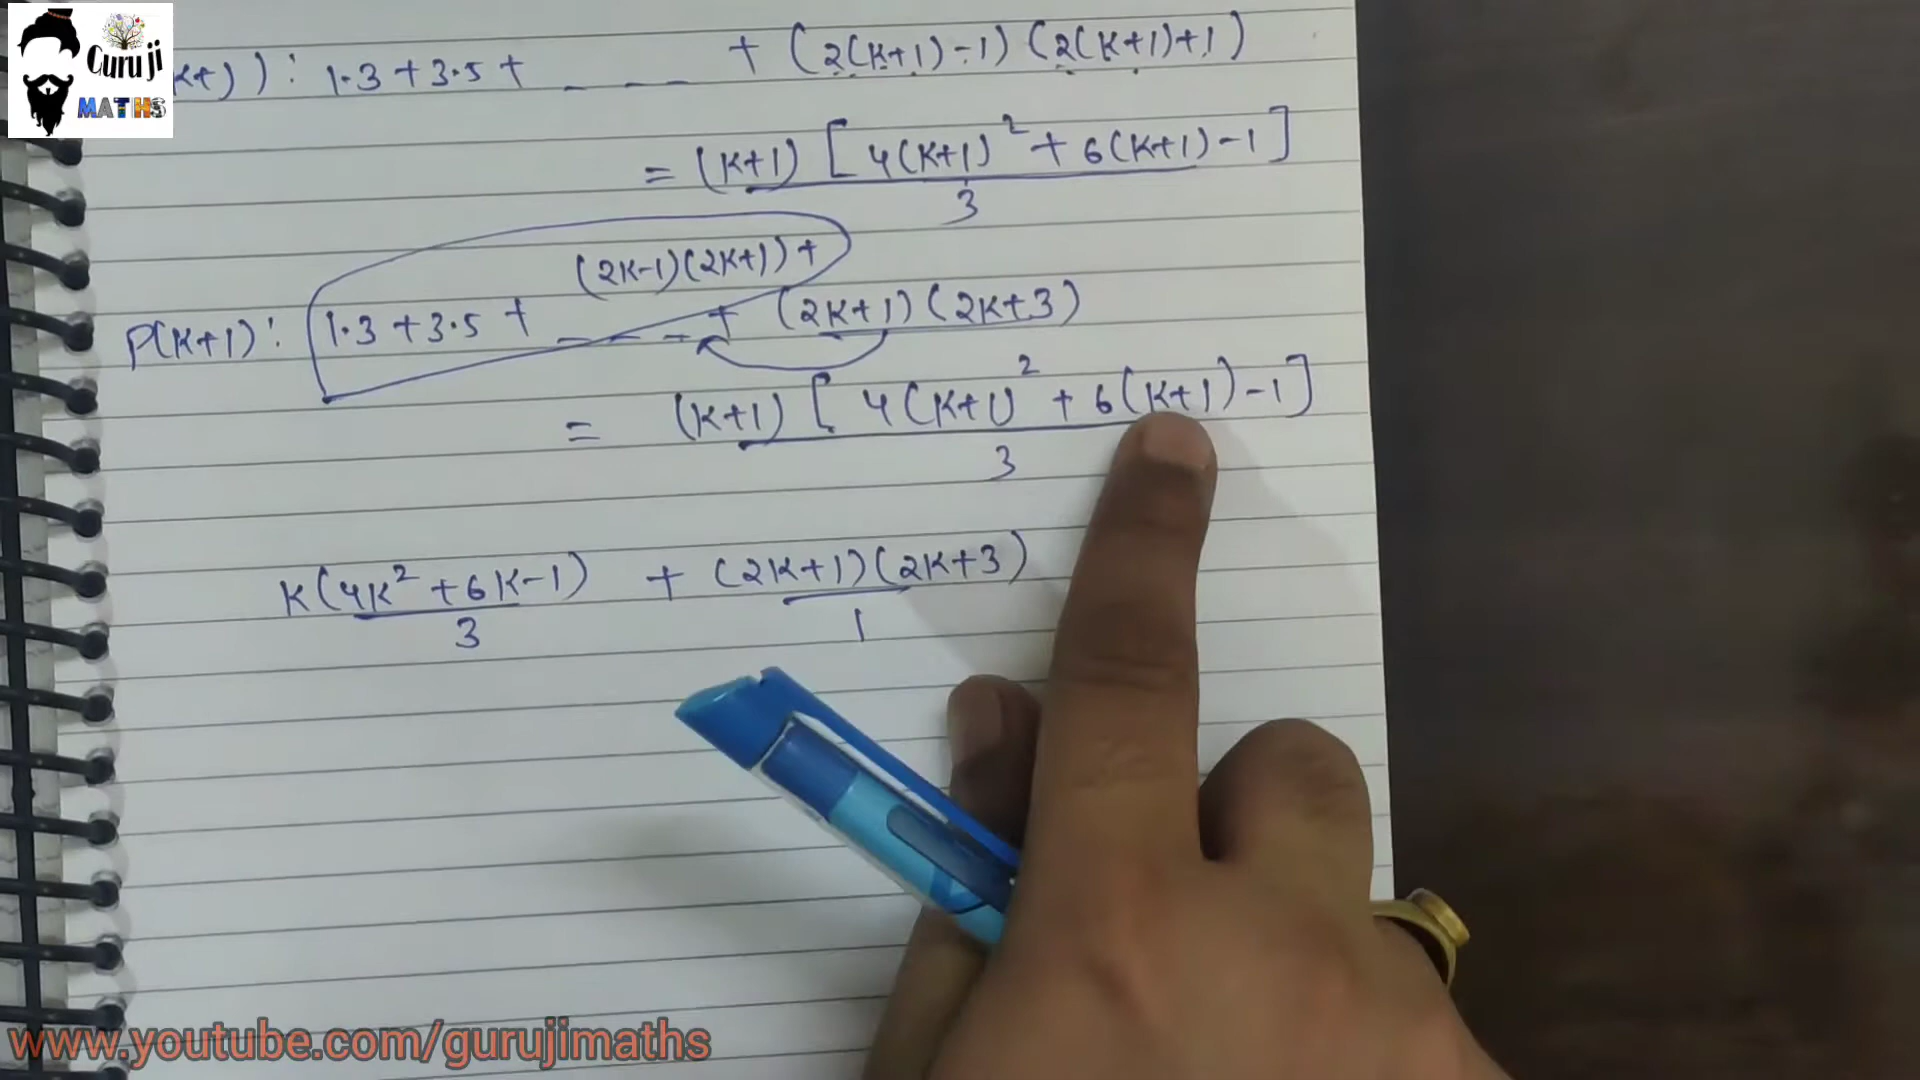 Guru ji
MATHS
K+1) : 1.3 + 3.5 + _ _ _ + (2(K+1)-1) (2(K+1)+1)
= (K+1) [ 4(K+1)² + 6(K+1) - 1 ]
3
(2K-1)(2K+1) +
P(K+1) : 1.3 + 3.5 + _ _ _ + (2K+1) (2K+3)
= (K+1) [ 4(K+1)² + 6(K+1) - 1 ]
3
K(4K² + 6K - 1) + (2K+1)(2K+3)
3 1
www.youtube.com/gurujimaths